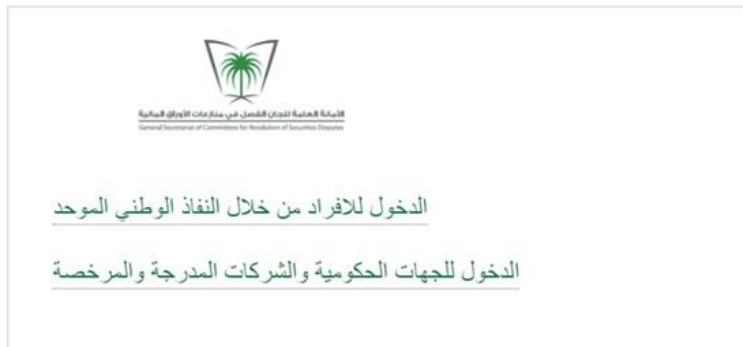 الأمانة العامة للجان الفصل في منازعات الأوراق المالية
General Secretariat of Committees for Resolution of Securities Disputes
الدخول للافراد من خلال النفاذ الوطني الموحد
الدخول للجهات الحكومية والشركات المدرجة والمرخصة